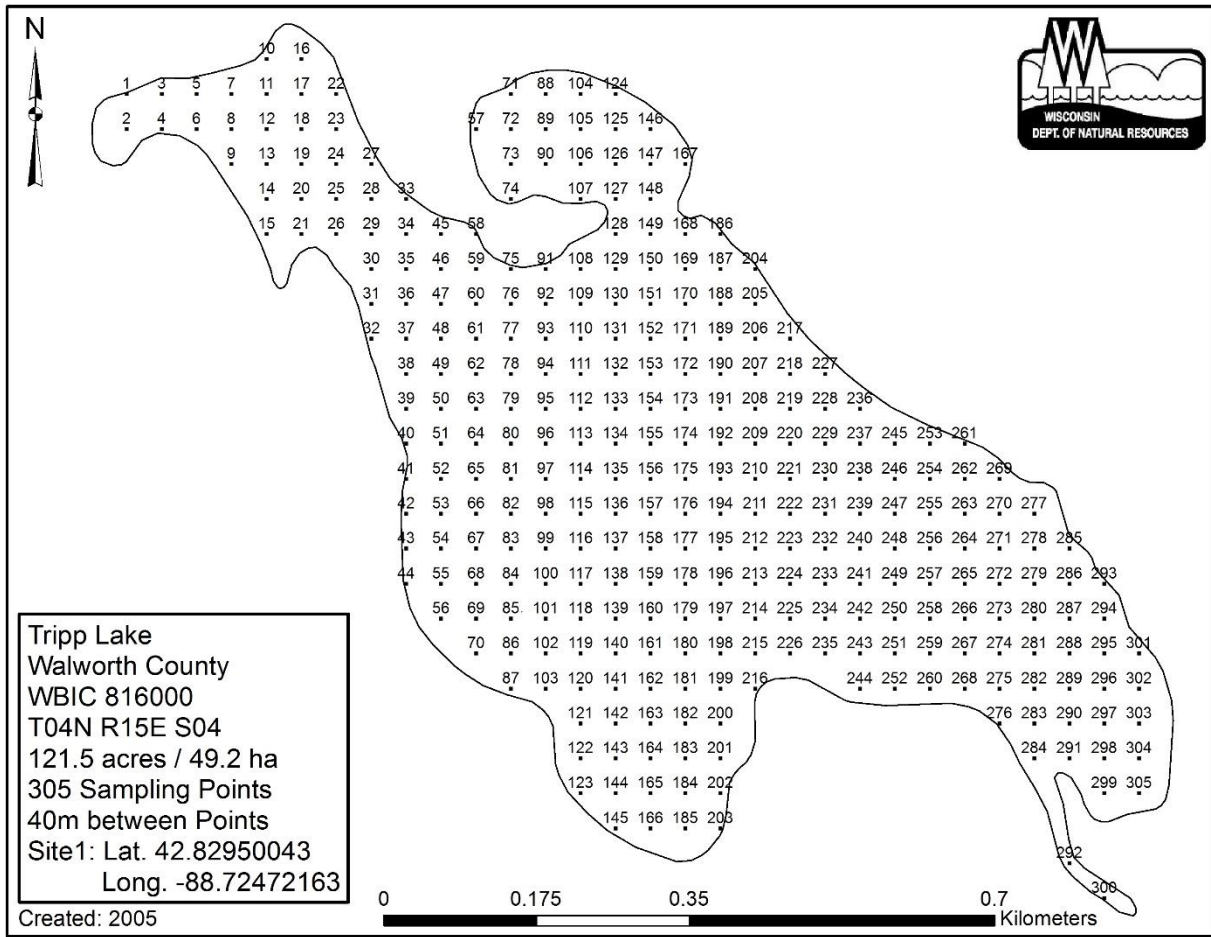 N
WISCONSIN
DEPT. OF NATURAL RESOURCES
10 16
1 3 5 7 11 17 22 71 88 104 124
2 4 6 8 12 18 23 57 72 89 105 125 146
9 13 19 24 27 73 90 106 126 147 167
14 20 25 28 33 74 107 127 148
15 21 26 29 34 45 58 128 149 168 186
30 35 46 59 75 91 108 129 150 169 187 204
31 36 47 60 76 92 109 130 151 170 188 205
32 37 48 61 77 93 110 131 152 171 189 206 217
38 49 62 78 94 111 132 153 172 190 207 218 227
39 50 63 79 95 112 133 154 173 191 208 219 228 236
40 51 64 80 96 113 134 155 174 192 209 220 229 237 245 253 261
41 52 65 81 97 114 135 156 175 193 210 221 230 238 246 254 262 269
42 53 66 82 98 115 136 157 176 194 211 222 231 239 247 255 263 270 277
43 54 67 83 99 116 137 158 177 195 212 223 232 240 248 256 264 271 278 285
44 55 68 84 100 117 138 159 178 196 213 224 233 241 249 257 265 272 279 286 293
56 69 85 101 118 139 160 179 197 214 225 234 242 250 258 266 273 280 287 294
70 86 102 119 140 161 180 198 215 226 235 243 251 259 267 274 281 288 295 301
87 103 120 141 162 181 199 216 244 252 260 268 275 282 289 296 302
121 142 163 182 200 276 283 290 297 303
122 143 164 183 201 284 291 298 304
123 144 165 184 202 299 305
145 166 185 203
292
300
Tripp Lake
Walworth County
WBIC 816000
T04N R15E S04
121.5 acres / 49.2 ha
305 Sampling Points
40m between Points
Site1: Lat. 42.82950043
Long. -88.72472163
Created: 2005
0 0.175 0.35 0.7
Kilometers